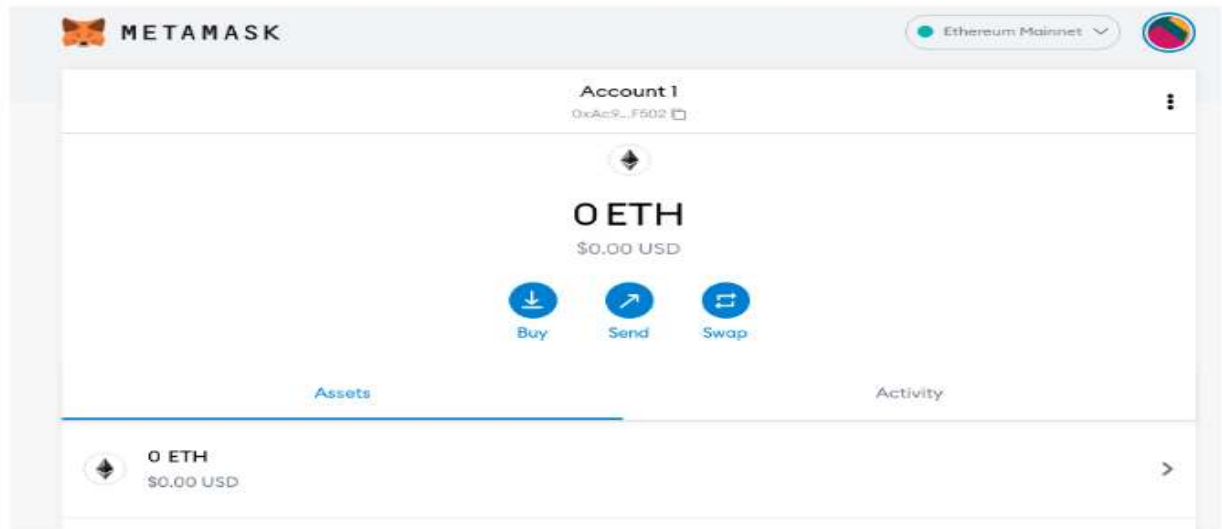 METAMASK
Ethereum Mainnet
Account 1
0xAc9...F502
0 ETH
$0.00 USD
Buy Send Swap
Assets Activity
0 ETH
$0.00 USD